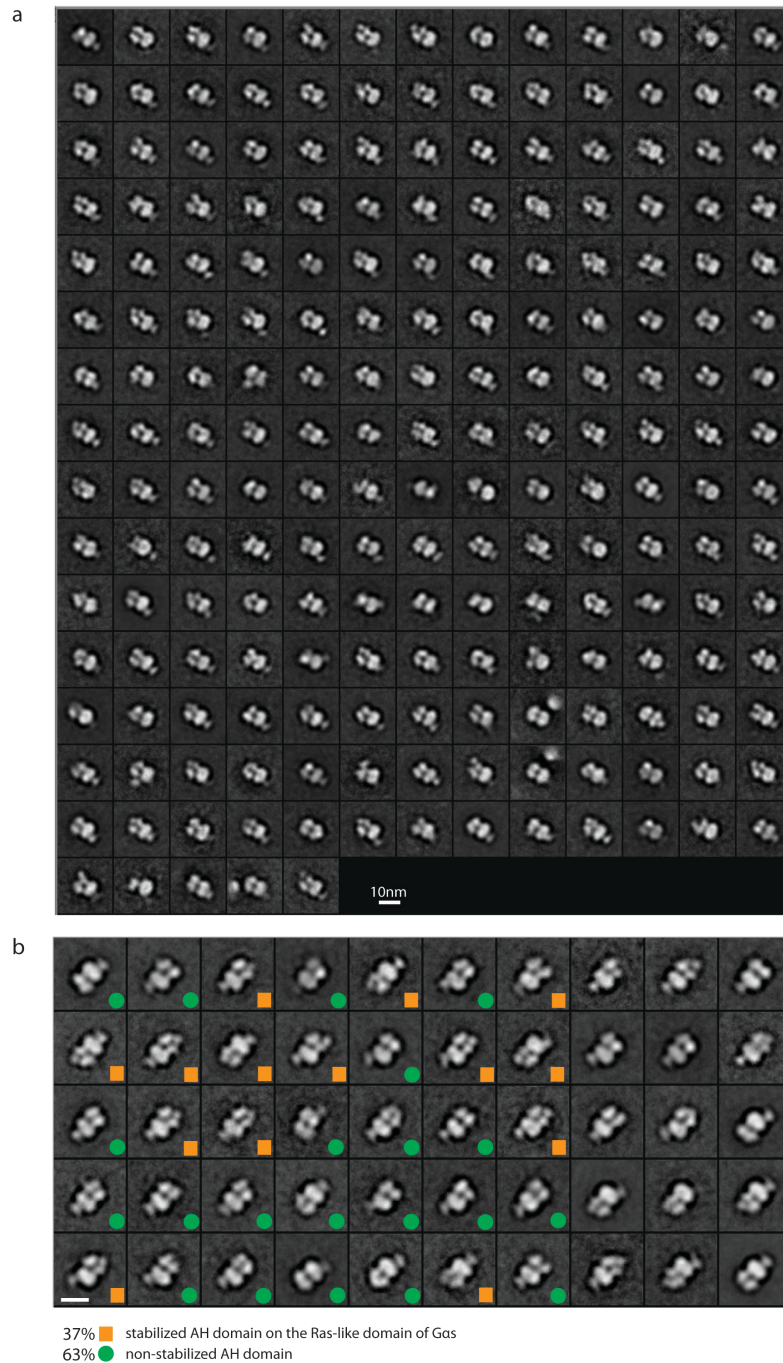 a
10nm
b
37% stabilized AH domain on the Ras-like domain of Gαs
63% non-stabilized AH domain